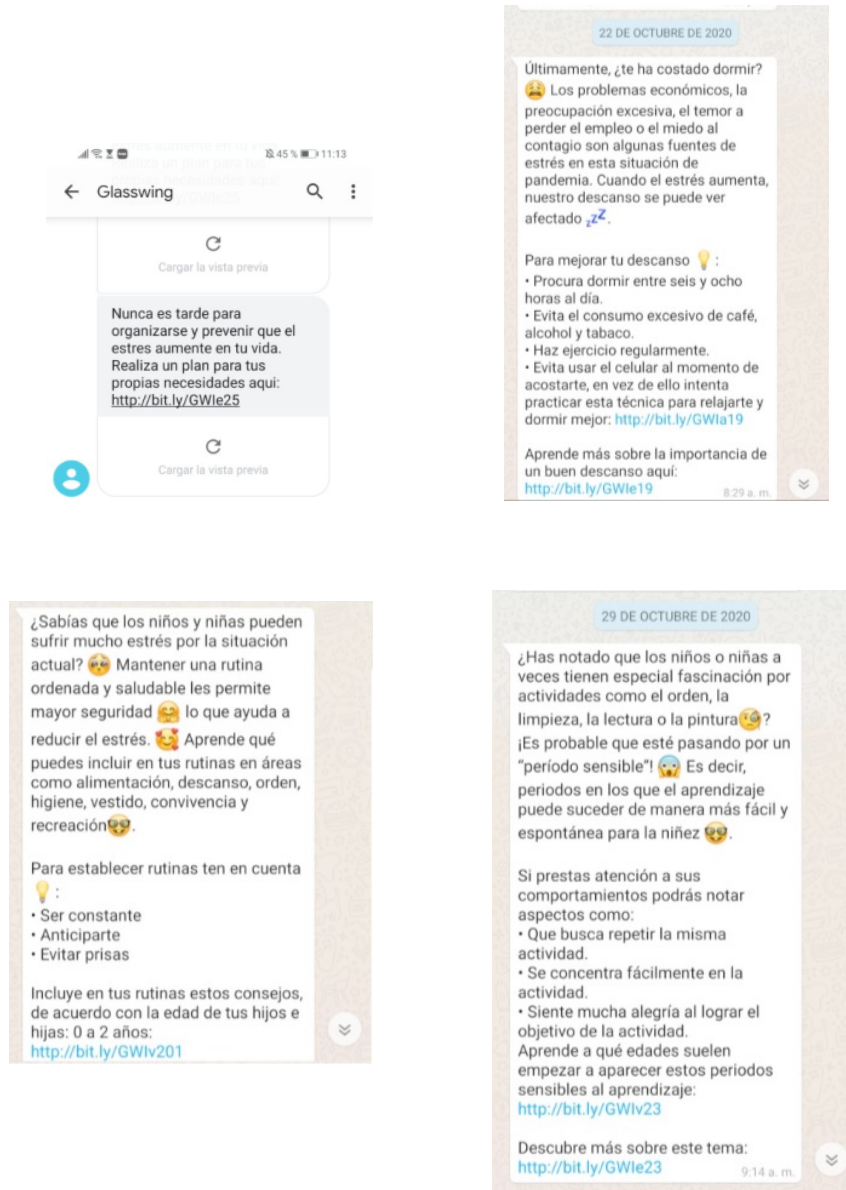 45 % 11:13
Glasswing
Cargar la vista previa
Nunca es tarde para
organizarse y prevenir que el
estres aumente en tu vida.
Realiza un plan para tus
propias necesidades aqui:
http://bit.ly/GWIe25
Cargar la vista previa
22 DE OCTUBRE DE 2020
Últimamente, ¿te ha costado dormir?
😫 Los problemas económicos, la
preocupación excesiva, el temor a
perder el empleo o el miedo al
contagio son algunas fuentes de
estrés en esta situación de
pandemia. Cuando el estrés aumenta,
nuestro descanso se puede ver
afectado 💤.
Para mejorar tu descanso 💡 :
• Procura dormir entre seis y ocho
horas al día.
• Evita el consumo excesivo de café,
alcohol y tabaco.
• Haz ejercicio regularmente.
• Evita usar el celular al momento de
acostarte, en vez de ello intenta
practicar esta técnica para relajarte y
dormir mejor: http://bit.ly/GWIa19
Aprende más sobre la importancia de
un buen descanso aquí:
http://bit.ly/GWIe19
8:29 a. m.
¿Sabías que los niños y niñas pueden
sufrir mucho estrés por la situación
actual? 🥺 Mantener una rutina
ordenada y saludable les permite
mayor seguridad 🤗 lo que ayuda a
reducir el estrés. 🥰 Aprende qué
puedes incluir en tus rutinas en áreas
como alimentación, descanso, orden,
higiene, vestido, convivencia y
recreación🤓.
Para establecer rutinas ten en cuenta
💡 :
• Ser constante
• Anticiparte
• Evitar prisas
Incluye en tus rutinas estos consejos,
de acuerdo con la edad de tus hijos e
hijas: 0 a 2 años:
http://bit.ly/GWIv201
29 DE OCTUBRE DE 2020
¿Has notado que los niños o niñas a
veces tienen especial fascinación por
actividades como el orden, la
limpieza, la lectura o la pintura🧐?
¡Es probable que esté pasando por un
"período sensible"! 😱 Es decir,
periodos en los que el aprendizaje
puede suceder de manera más fácil y
espontánea para la niñez 🤓.
Si prestas atención a sus
comportamientos podrás notar
aspectos como:
• Que busca repetir la misma
actividad.
• Se concentra fácilmente en la
actividad.
• Siente mucha alegría al lograr el
objetivo de la actividad.
Aprende a qué edades suelen
empezar a aparecer estos periodos
sensibles al aprendizaje:
http://bit.ly/GWIv23
Descubre más sobre este tema:
http://bit.ly/GWIe23
9:14 a. m.